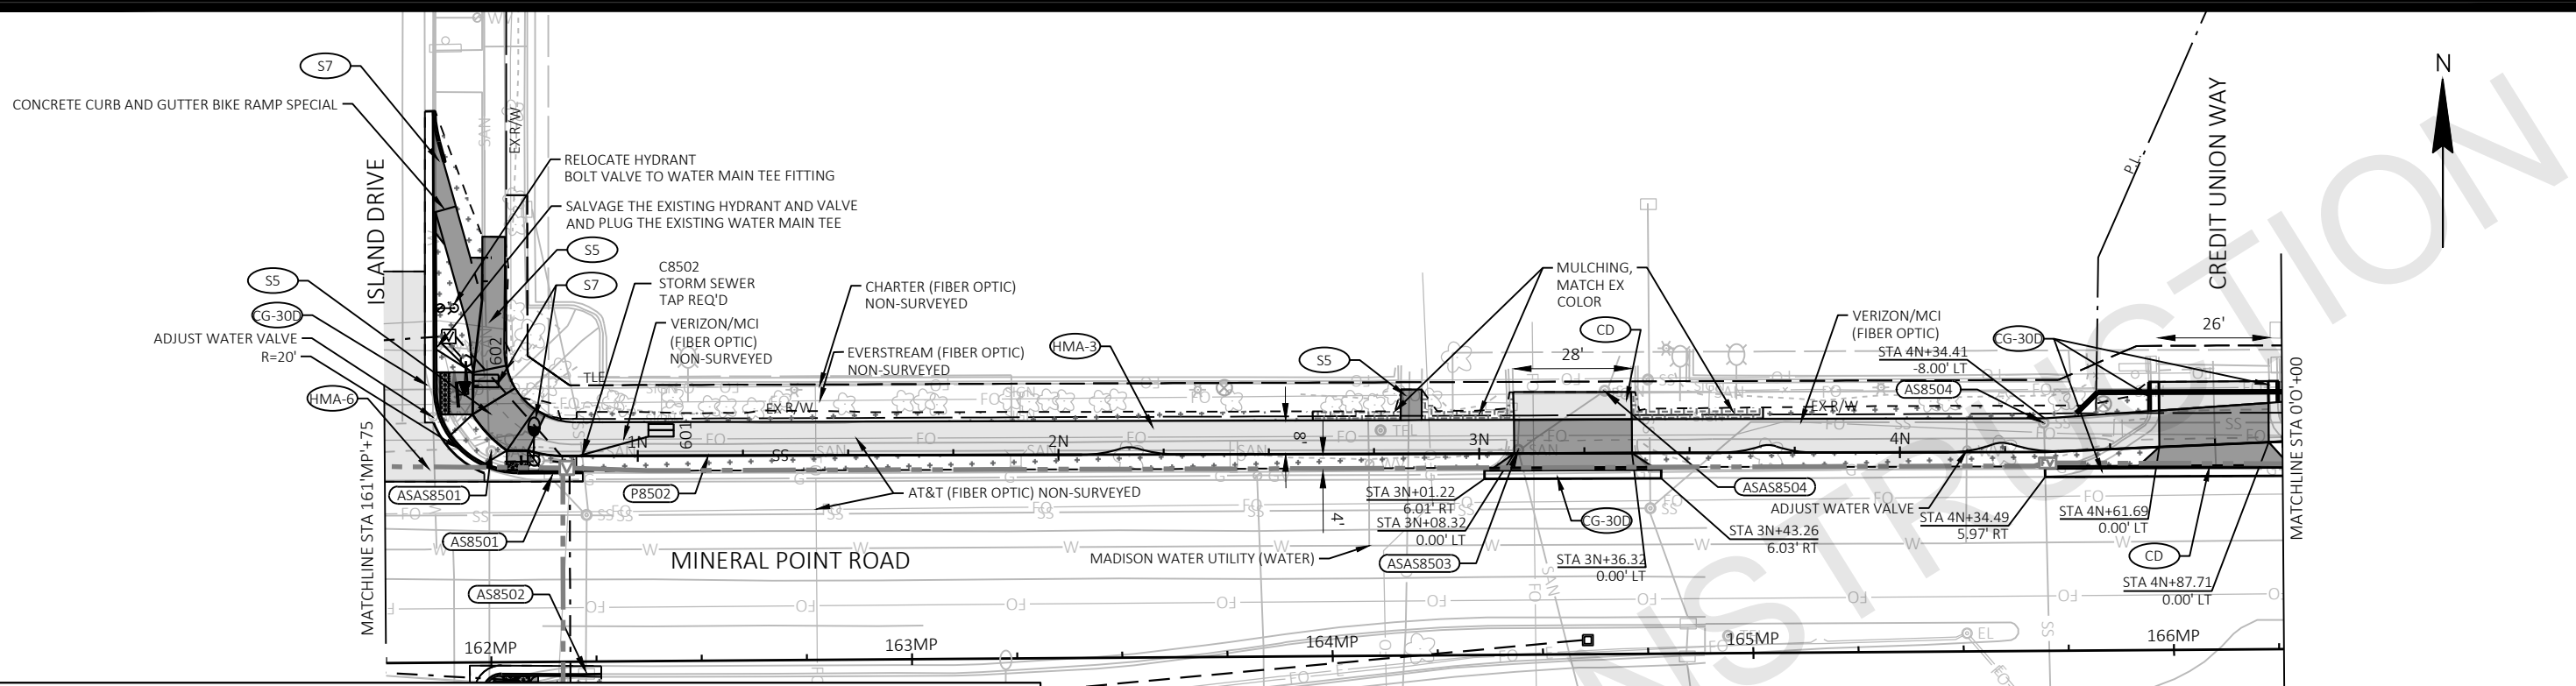 S7
CONCRETE CURB AND GUTTER BIKE RAMP SPECIAL
ISLAND DRIVE
EX R/W
SAN
RELOCATE HYDRANT
BOLT VALVE TO WATER MAIN TEE FITTING
SALVAGE THE EXISTING HYDRANT AND VALVE
AND PLUG THE EXISTING WATER MAIN TEE
S5
S7
S5
CG-30D
ADJUST WATER VALVE
R=20'
HMA-6
C8502
STORM SEWER
TAP REQ'D
VERIZON/MCI
(FIBER OPTIC)
NON-SURVEYED
CHARTER (FIBER OPTIC)
NON-SURVEYED
EVERSTREAM (FIBER OPTIC)
NON-SURVEYED
HMA-3
S5
MULCHING,
MATCH EX
COLOR
CD
28'
VERIZON/MCI
(FIBER OPTIC)
STA 4N+34.41
-8.00' LT
AS8504
CG-30D
26'
P.L.
CREDIT UNION WAY
N
602
TLE
EX R/W
EX R/W
1N
601
2N
3N
4N
8'
4'
SS
ASAS8501
P8502
AT&T (FIBER OPTIC) NON-SURVEYED
AS8501
AS8502
MATCHLINE STA 161'MP'+75
MINERAL POINT ROAD
MADISON WATER UTILITY (WATER)
STA 3N+01.22
6.01' RT
STA 3N+08.32
0.00' LT
ASAS8503
CG-30D
STA 3N+36.32
0.00' LT
ASAS8504
STA 3N+43.26
6.03' RT
ADJUST WATER VALVE
STA 4N+34.49
5.97' RT
STA 4N+61.69
0.00' LT
CD
STA 4N+87.71
0.00' LT
MATCHLINE STA 0'O'+00
162MP
163MP
164MP
165MP
166MP
EL
NSTRUCTION